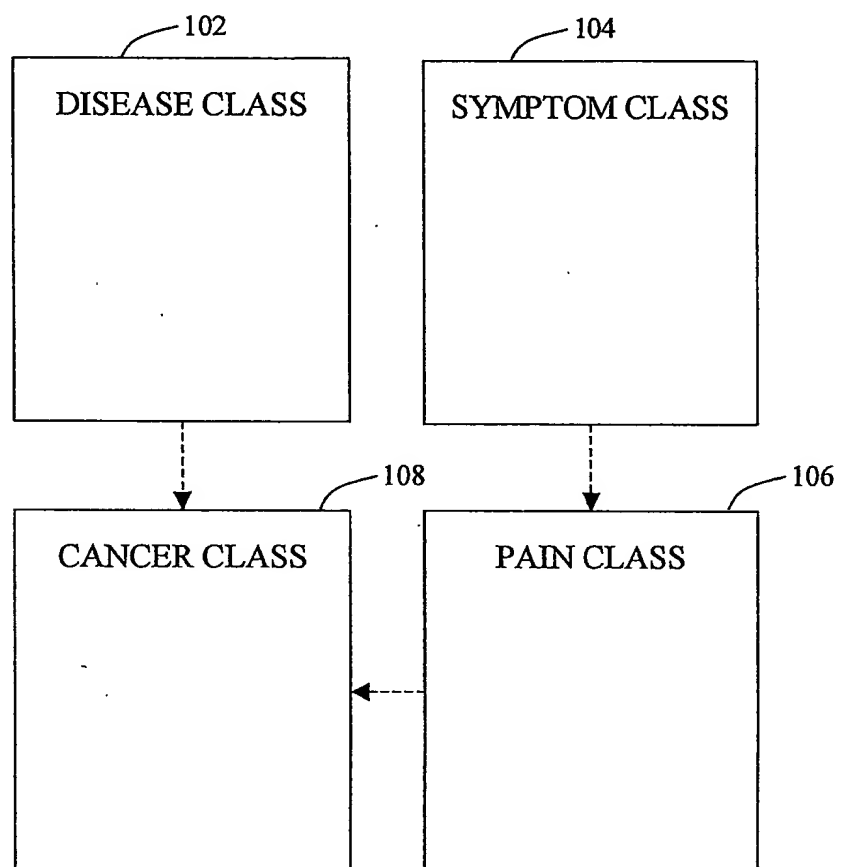 102
104
DISEASE CLASS
SYMPTOM CLASS
108
106
CANCER CLASS
PAIN CLASS